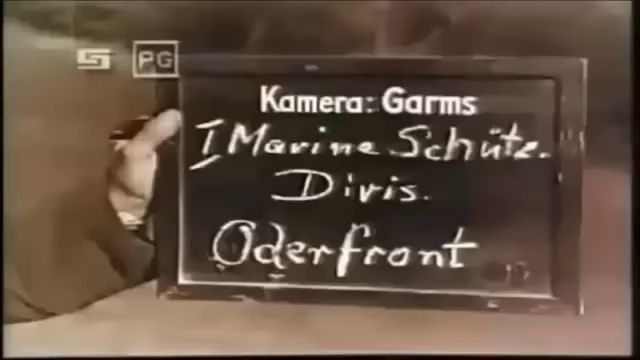 PG
Kamera: Garms
I Marine Schütz.
Divis.
Oderfront